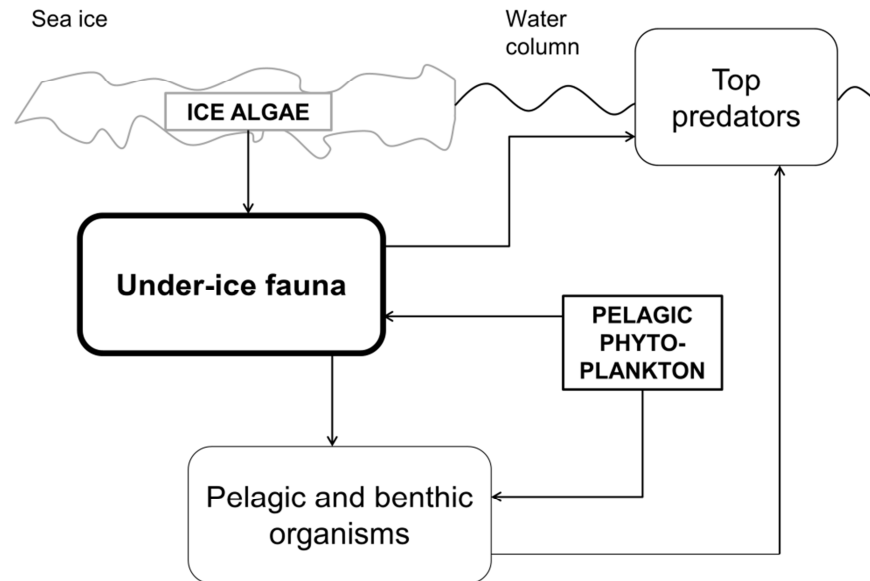 Sea ice
Water
column
Top
predators
ICE ALGAE
Under-ice fauna
PELAGIC
PHYTO-
PLANKTON
Pelagic and benthic
organisms